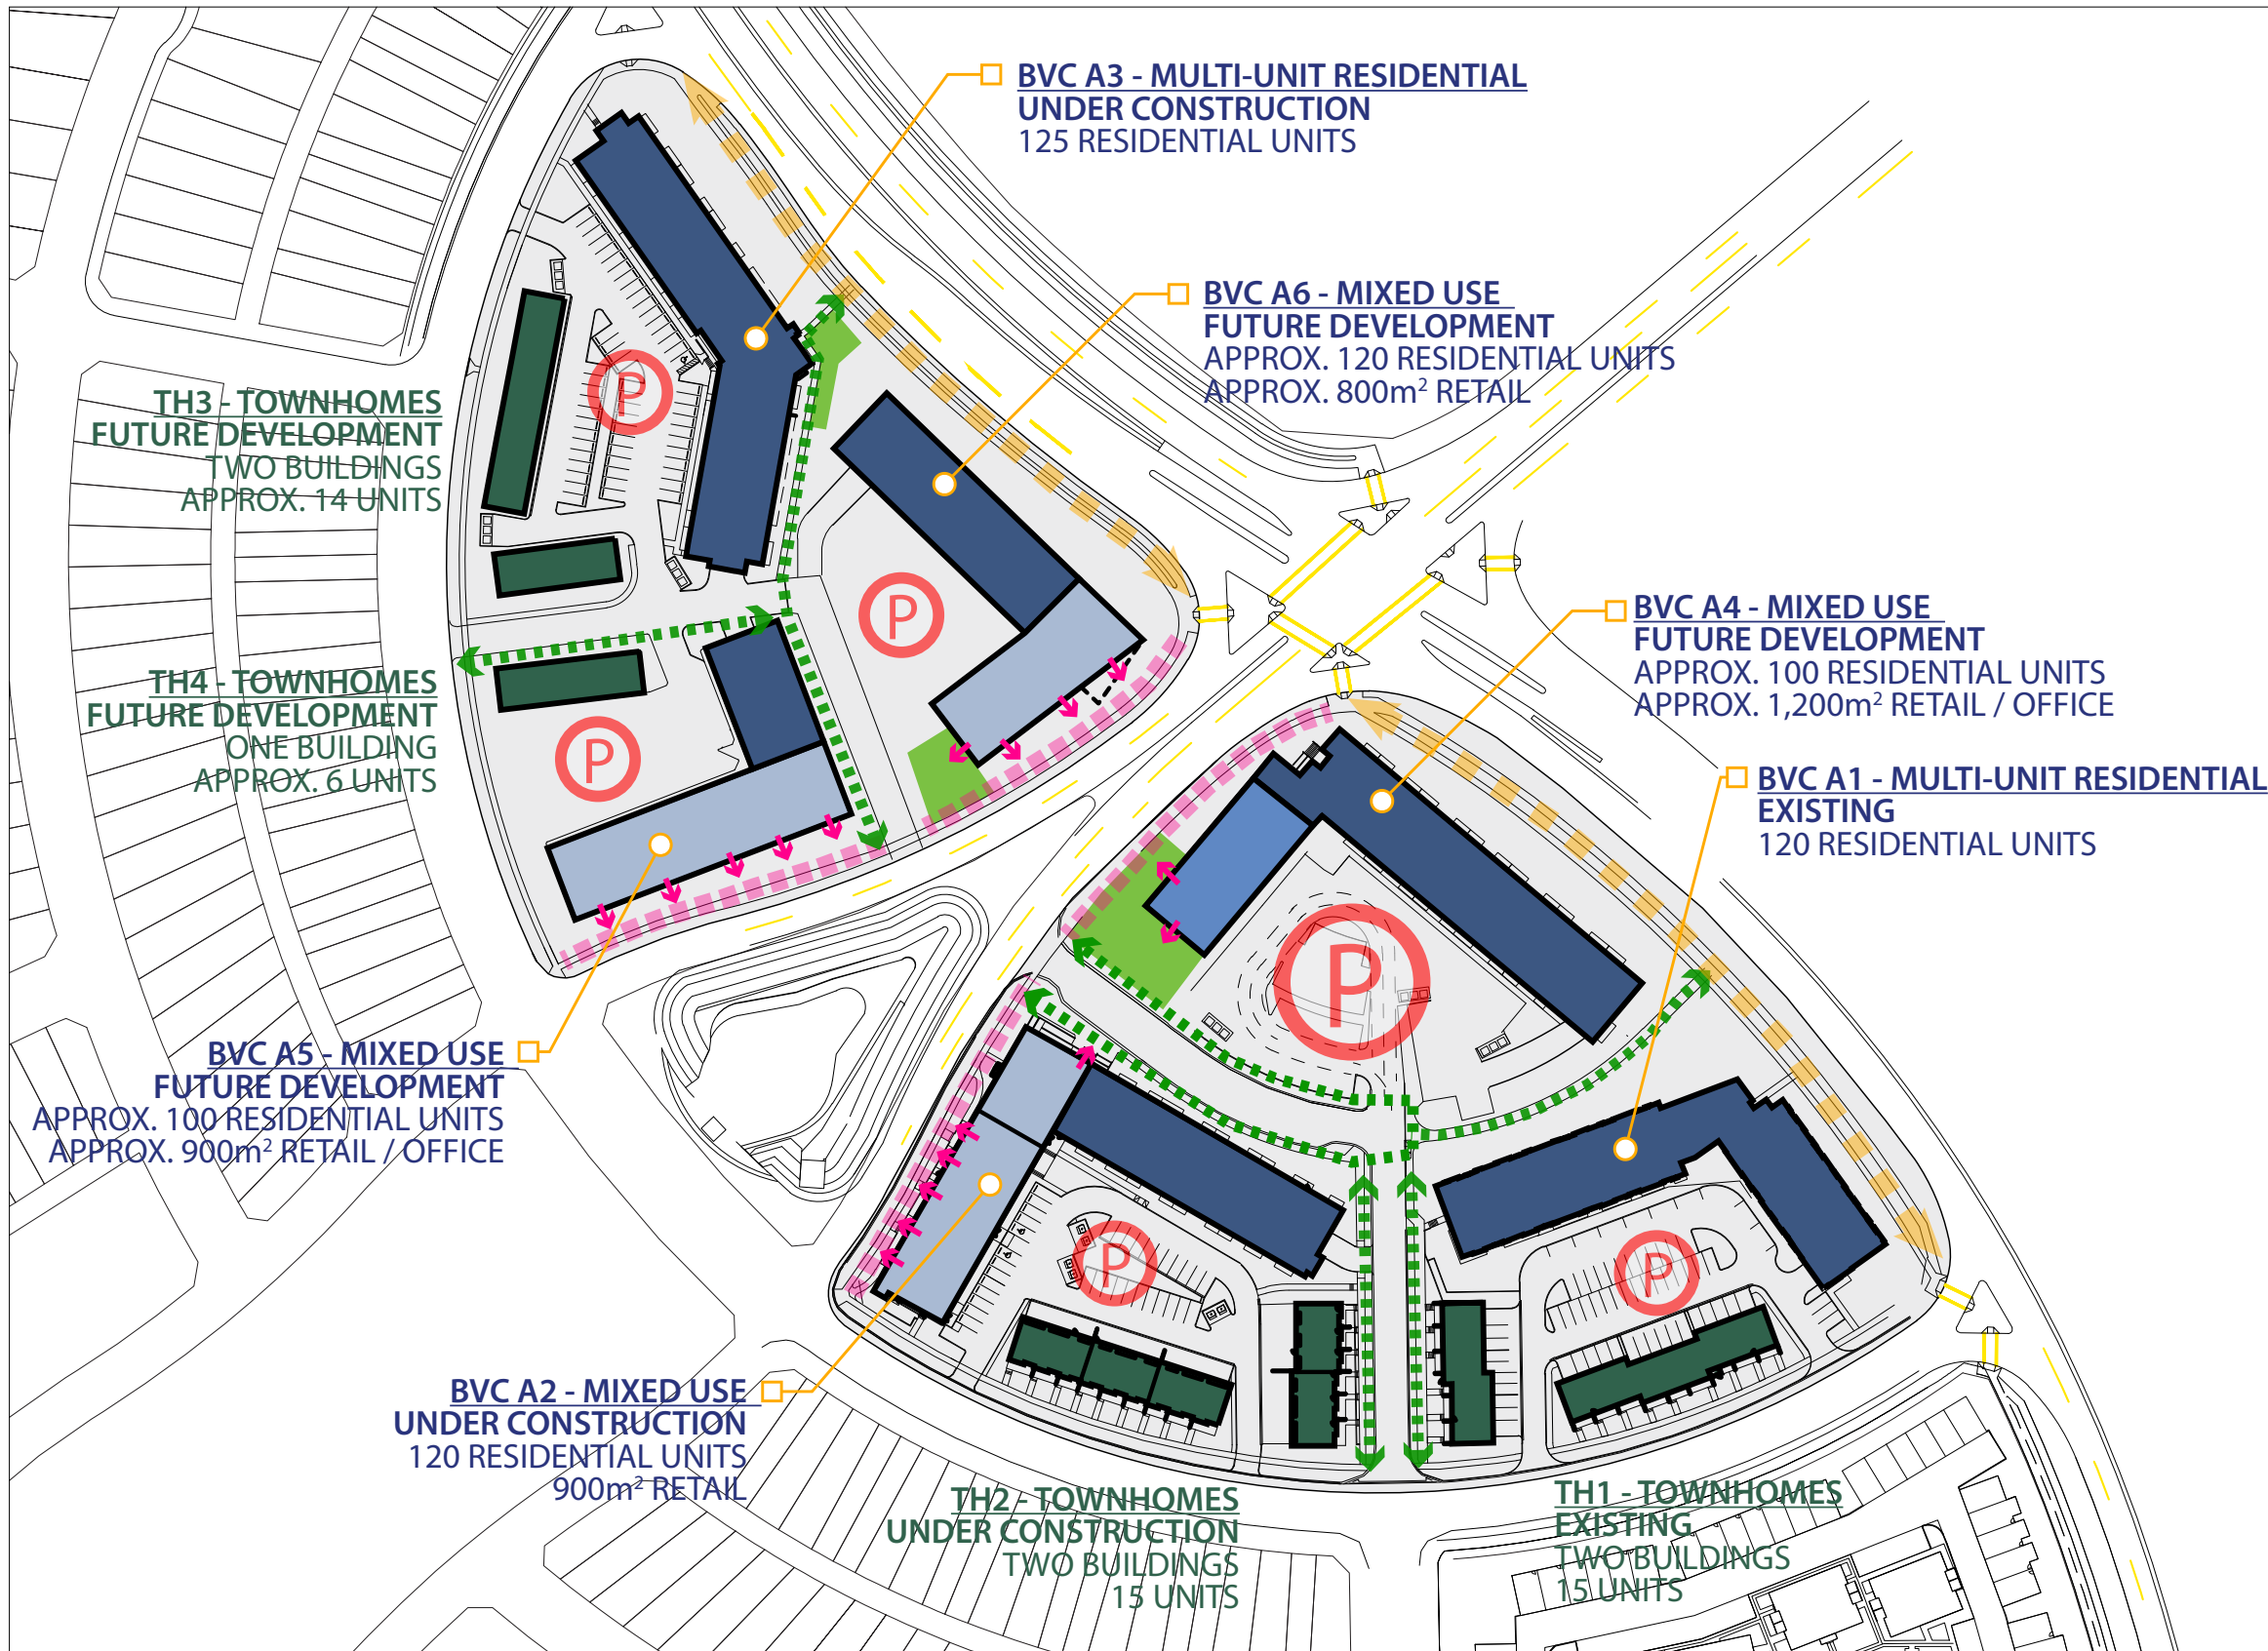 BVC A3 - MULTI-UNIT RESIDENTIAL
UNDER CONSTRUCTION
125 RESIDENTIAL UNITS
BVC A6 - MIXED USE
FUTURE DEVELOPMENT
APPROX. 120 RESIDENTIAL UNITS
APPROX. 800m² RETAIL
TH3 - TOWNHOMES
FUTURE DEVELOPMENT
TWO BUILDINGS
APPROX. 14 UNITS
P
P
BVC A4 - MIXED USE
FUTURE DEVELOPMENT
APPROX. 100 RESIDENTIAL UNITS
APPROX. 1,200m² RETAIL / OFFICE
TH4 - TOWNHOMES
FUTURE DEVELOPMENT
ONE BUILDING
APPROX. 6 UNITS
P
BVC A1 - MULTI-UNIT RESIDENTIAL
EXISTING
120 RESIDENTIAL UNITS
P
BVC A5 - MIXED USE
FUTURE DEVELOPMENT
APPROX. 100 RESIDENTIAL UNITS
APPROX. 900m² RETAIL / OFFICE
P
P
BVC A2 - MIXED USE
UNDER CONSTRUCTION
120 RESIDENTIAL UNITS
900m² RETAIL
TH2 - TOWNHOMES
UNDER CONSTRUCTION
TWO BUILDINGS
15 UNITS
TH1 - TOWNHOMES
EXISTING
TWO BUILDINGS
15 UNITS